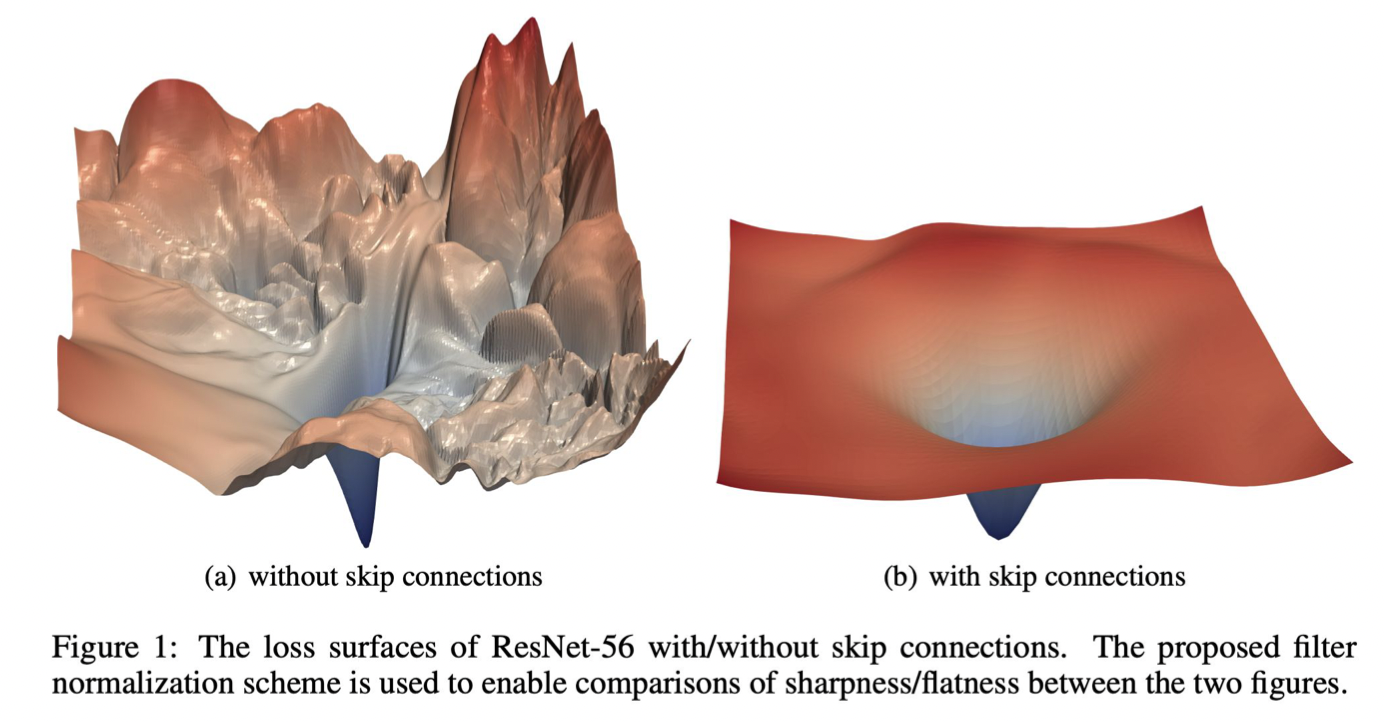 (a) without skip connections
(b) with skip connections
Figure 1: The loss surfaces of ResNet-56 with/without skip connections. The proposed filter
normalization scheme is used to enable comparisons of sharpness/flatness between the two figures.